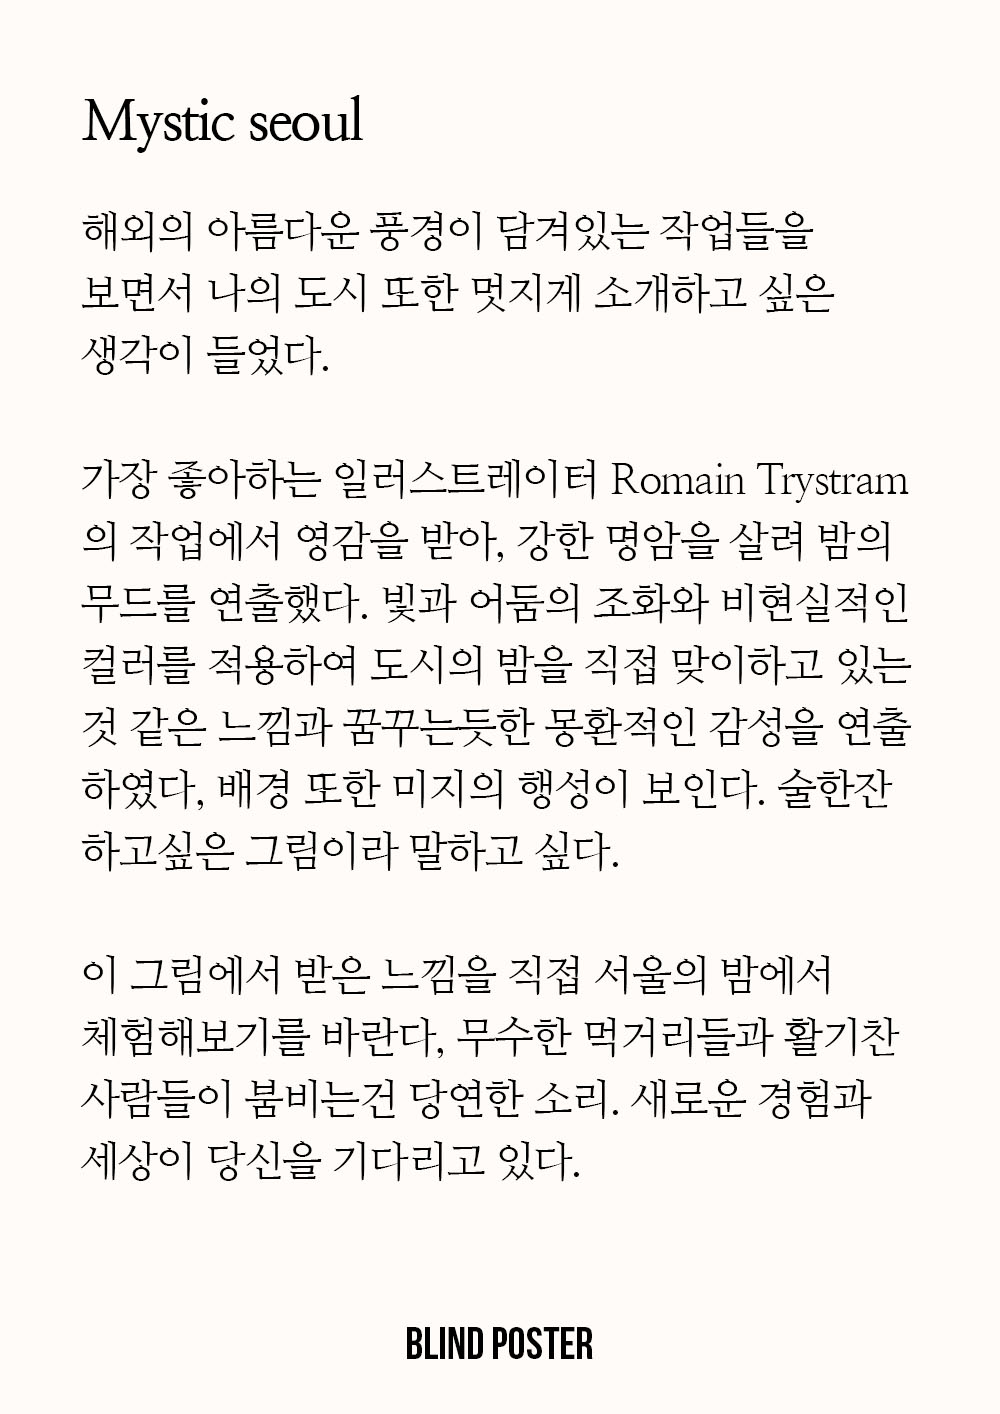 Mystic seoul
해외의 아름다운 풍경이 담겨있는 작업들을
보면서 나의 도시 또한 멋지게 소개하고 싶은
생각이 들었다.
가장 좋아하는 일러스트레이터 Romain Trystram
의 작업에서 영감을 받아, 강한 명암을 살려 밤의
무드를 연출했다. 빛과 어둠의 조화와 비현실적인
컬러를 적용하여 도시의 밤을 직접 맞이하고 있는
것 같은 느낌과 꿈꾸는듯한 몽환적인 감성을 연출
하였다, 배경 또한 미지의 행성이 보인다. 술한잔
하고싶은 그림이라 말하고 싶다.
이 그림에서 받은 느낌을 직접 서울의 밤에서
체험해보기를 바란다, 무수한 먹거리들과 활기찬
사람들이 붐비는건 당연한 소리. 새로운 경험과
세상이 당신을 기다리고 있다.
BLIND POSTER